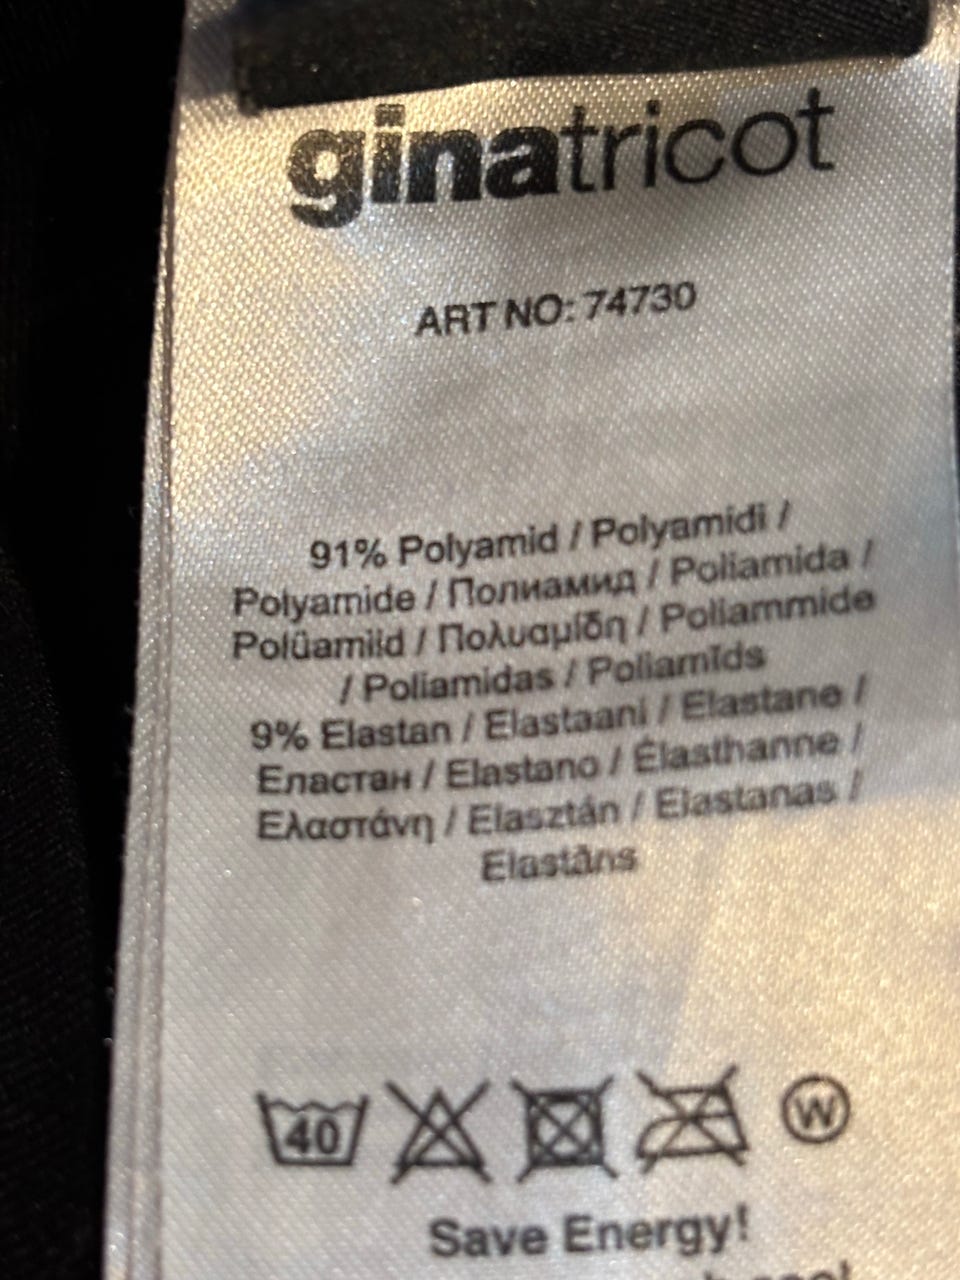 ginatricot
ART NO: 74730
91% Polyamid / Polyamidi /
Polyamide / Полиамид / Poliamida /
Polüamiid / Πολυαμίδη / Poliammide
/ Poliamidas / Poliamīds
9% Elastan / Elastaani / Elastane /
Еластан / Elastano / Élasthanne /
Ελαστάνη / Elasztán / Elastanas /
Elastāns
40
W
Save Energy!